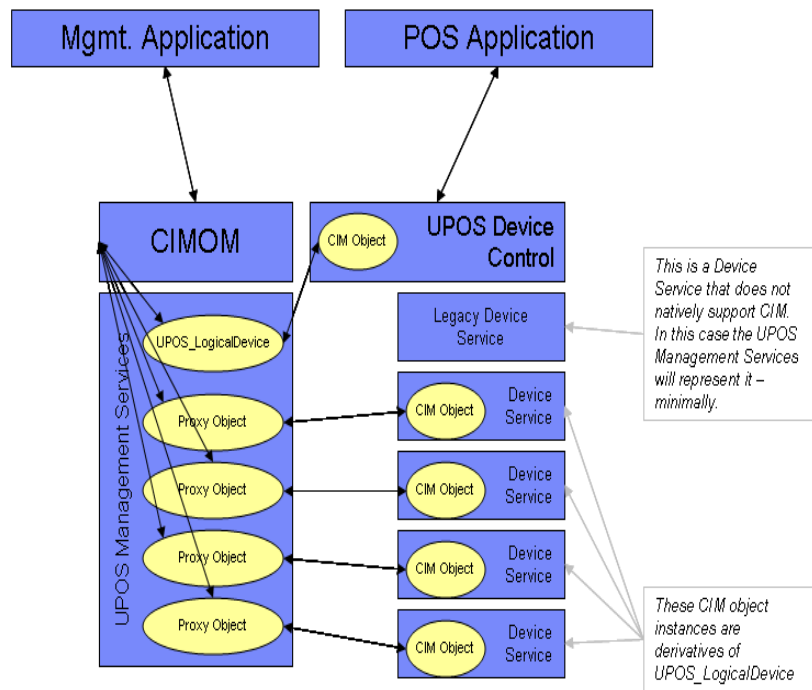 Mgmt. Application
POS Application
CIMOM
CIM Object
UPOS Device
Control
UPOS Management Services
UPOS_LogicalDevice
Legacy Device
Service
This is a Device
Service that does not
natively support CIM.
In this case the UPOS
Management Services
will represent it –
minimally.
Proxy Object
CIM Object
Device
Service
Proxy Object
CIM Object
Device
Service
Proxy Object
CIM Object
Device
Service
Proxy Object
CIM Object
Device
Service
These CIM object
instances are
derivatives of
UPOS_LogicalDevice